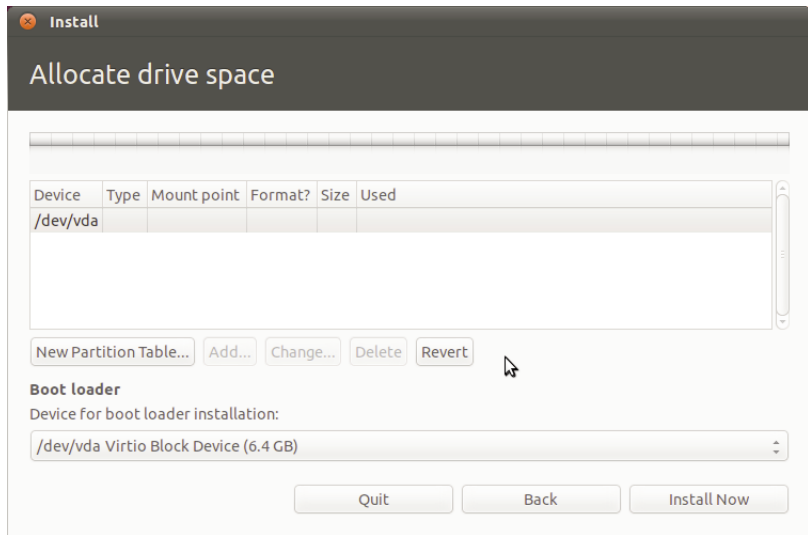 Install
Allocate drive space
Device Type Mount point Format? Size Used
/dev/vda
New Partition Table... Add... Change... Delete Revert
Boot loader
Device for boot loader installation:
/dev/vda Virtio Block Device (6.4 GB)
Quit Back Install Now